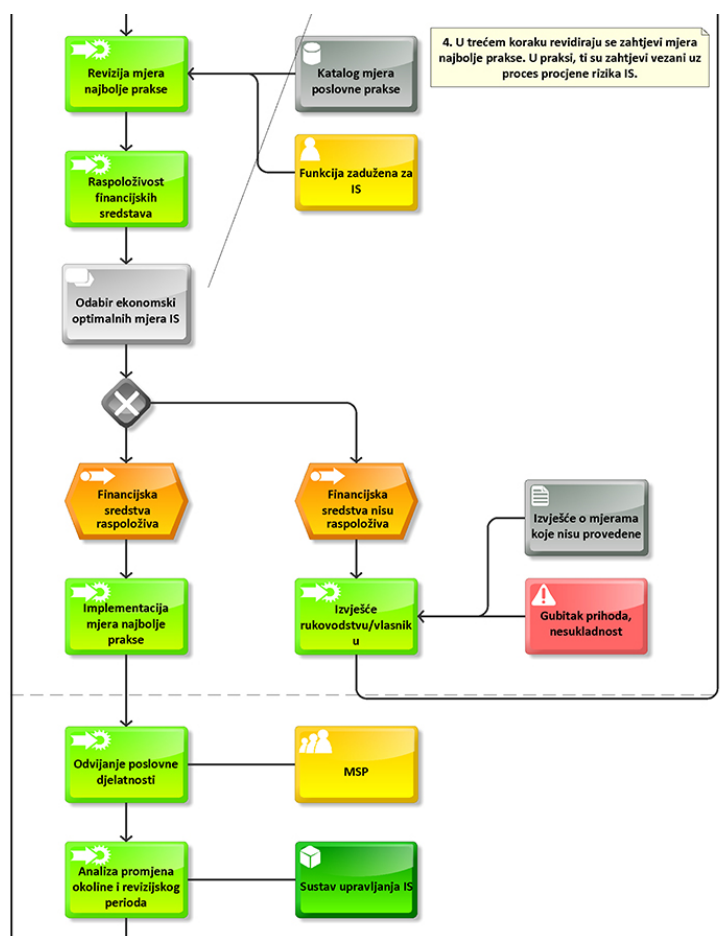 4. U trećem koraku revidiraju se zahtjevi mjera
najbolje prakse. U praksi, ti su zahtjevi vezani uz
proces procjene rizika IS.
Revizija mjera
najbolje prakse
Katalog mjera
poslovne prakse
Raspoloživost
financijskih
sredstava
Funkcija zadužena za
IS
Odabir ekonomski
optimalnih mjera IS
Financijska
sredstva
raspoloživa
Financijska
sredstva nisu
raspoloživa
Izvješće o mjerama
koje nisu provedene
Implementacija
mjera najbolje
prakse
Izvješće
rukovodstvu/vlasnik
u
Gubitak prihoda,
nesukladnost
Odvijanje poslovne
djelatnosti
MSP
Analiza promjena
okoline i revizijskog
perioda
Sustav upravljanja IS